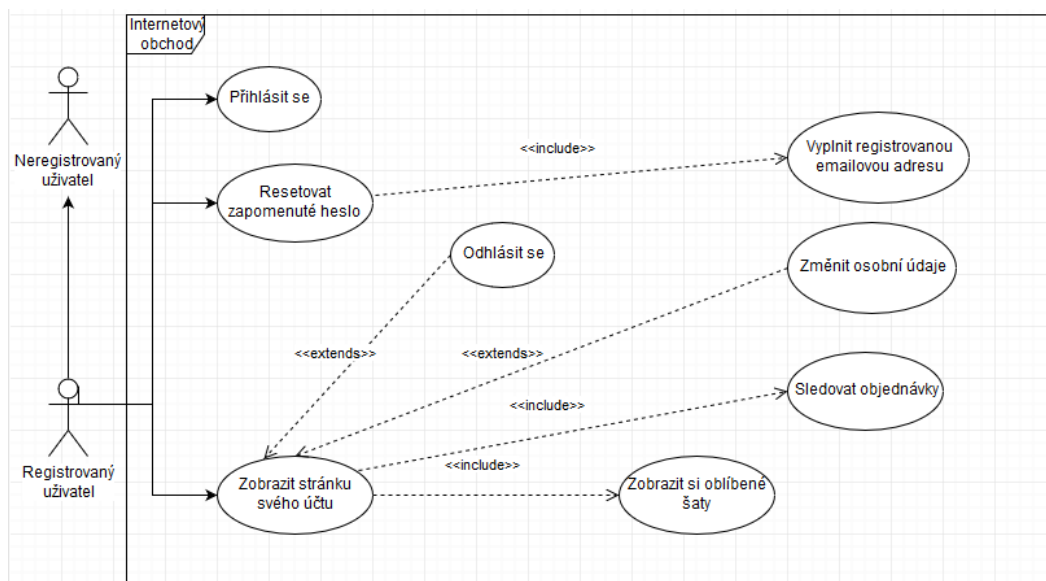 Internetový
obchod
Přihlásit se
Neregistrovaný
uživatel
<<include>>
Vyplnit registrovanou
emailovou adresu
Resetovat
zapomenuté heslo
Odhlásit se
Změnit osobní údaje
<<extends>>
<<extends>>
Sledovat objednávky
<<include>>
Registrovaný
uživatel
Zobrazit stránku
svého účtu
<<include>>
Zobrazit si oblíbené
šaty